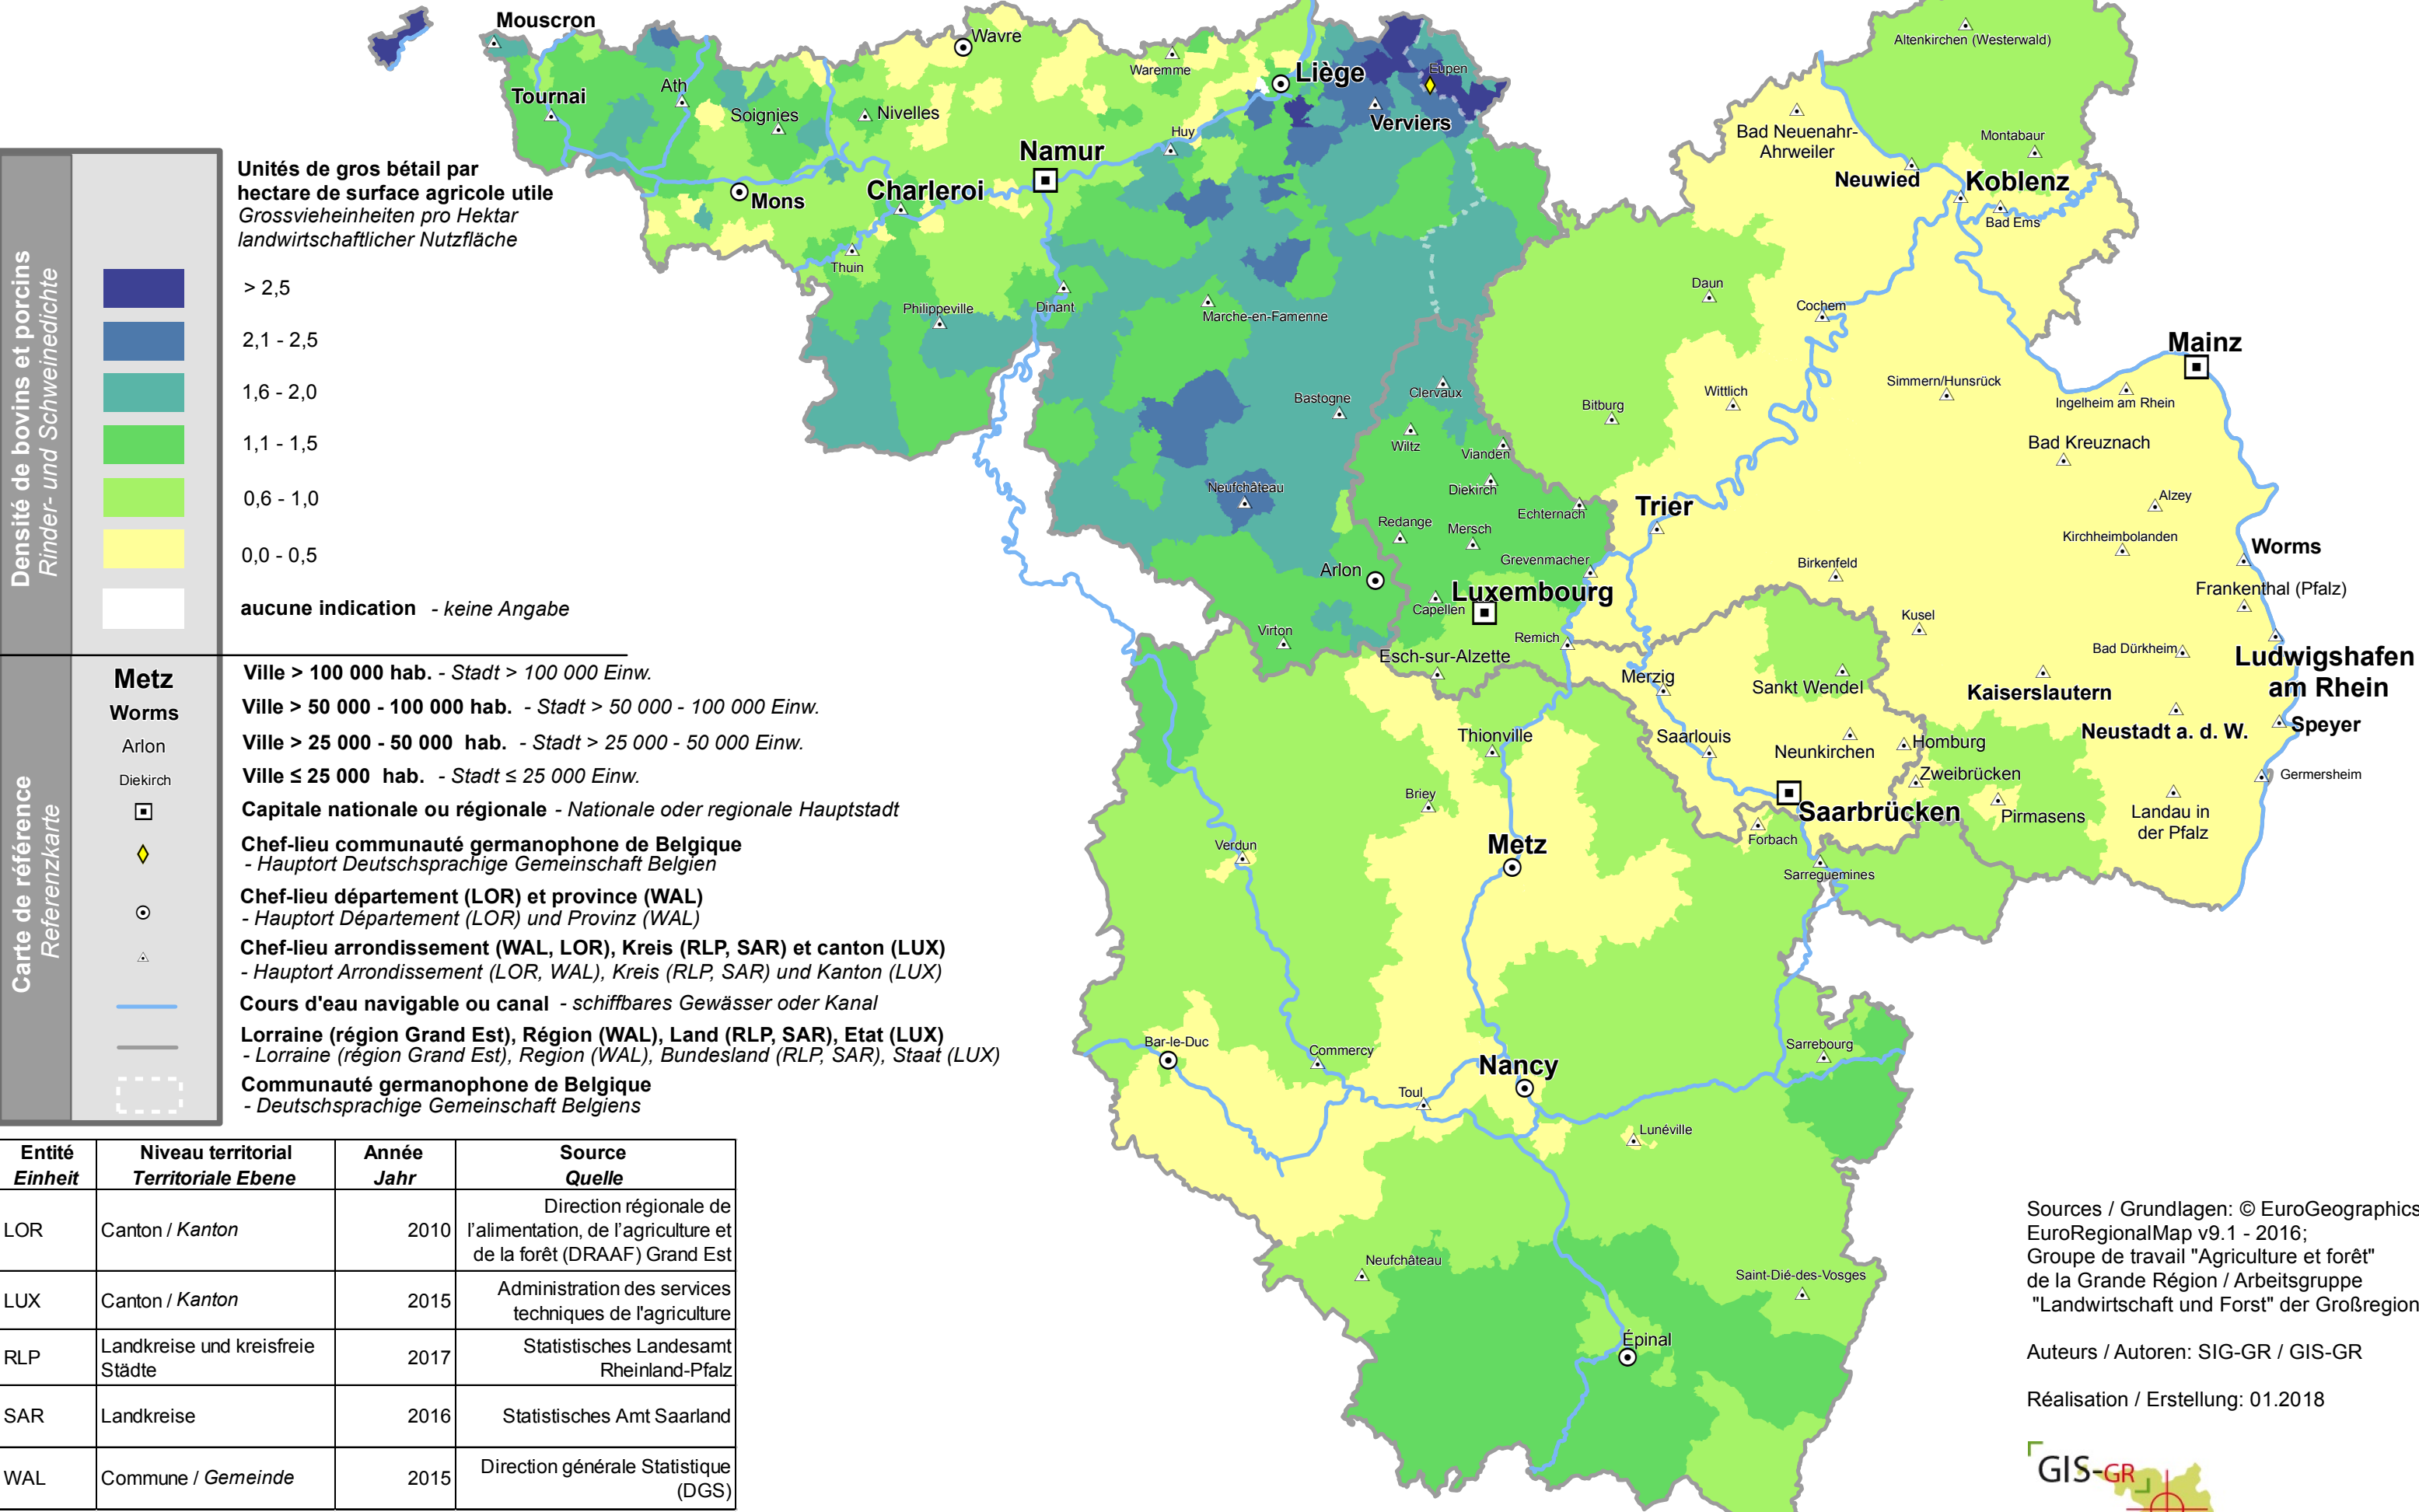 Densité de bovins et porcins
Rinder- und Schweinedichte
Unités de gros bétail par
hectare de surface agricole utile
Grossvieheinheiten pro Hektar
landwirtschaftlicher Nutzfläche
> 2,5
2,1 - 2,5
1,6 - 2,0
1,1 - 1,5
0,6 - 1,0
0,0 - 0,5
aucune indication - keine Angabe
Carte de référence
Referenzkarte
Metz Ville > 100 000 hab. - Stadt > 100 000 Einw.
Worms Ville > 50 000 - 100 000 hab. - Stadt > 50 000 - 100 000 Einw.
Arlon Ville > 25 000 - 50 000 hab. - Stadt > 25 000 - 50 000 Einw.
Diekirch Ville ≤ 25 000 hab. - Stadt ≤ 25 000 Einw.
Capitale nationale ou régionale - Nationale oder regionale Hauptstadt
Chef-lieu communauté germanophone de Belgique
- Hauptort Deutschsprachige Gemeinschaft Belgien
Chef-lieu département (LOR) et province (WAL)
- Hauptort Département (LOR) und Provinz (WAL)
Chef-lieu arrondissement (WAL, LOR), Kreis (RLP, SAR) et canton (LUX)
- Hauptort Arrondissement (LOR, WAL), Kreis (RLP, SAR) und Kanton (LUX)
Cours d'eau navigable ou canal - schiffbares Gewässer oder Kanal
Lorraine (région Grand Est), Région (WAL), Land (RLP, SAR), Etat (LUX)
- Lorraine (région Grand Est), Region (WAL), Bundesland (RLP, SAR), Staat (LUX)
Communauté germanophone de Belgique
- Deutschsprachige Gemeinschaft Belgiens
Entité Niveau territorial Année Source
Einheit Territoriale Ebene Jahr Quelle
LOR Canton / Kanton 2010 Direction régionale de
l'alimentation, de l'agriculture et
de la forêt (DRAAF) Grand Est
LUX Canton / Kanton 2015 Administration des services
techniques de l'agriculture
RLP Landkreise und kreisfreie
Städte 2017 Statistisches Landesamt
Rheinland-Pfalz
SAR Landkreise 2016 Statistisches Amt Saarland
WAL Commune / Gemeinde 2015 Direction générale Statistique
(DGS)
Mouscron
Tournai
Ath
Soignies
Mons
Nivelles
Wavre
Waremme
Liège
Eupen
Verviers
Huy
Namur
Charleroi
Thuin
Philippeville
Dinant
Marche-en-Famenne
Bastogne
Neufchâteau
Arlon
Virton
Clervaux
Wiltz
Vianden
Diekirch
Redange
Mersch
Echternach
Grevenmacher
Luxembourg
Capellen
Remich
Esch-sur-Alzette
Altenkirchen (Westerwald)
Bad Neuenahr-
Ahrweiler
Montabaur
Neuwied
Koblenz
Bad Ems
Daun
Cochem
Mainz
Bitburg
Wittlich
Simmern/Hunsrück
Ingelheim am Rhein
Bad Kreuznach
Alzey
Trier
Kirchheimbolanden
Worms
Birkenfeld
Frankenthal (Pfalz)
Kusel
Bad Dürkheim
Ludwigshafen
am Rhein
Kaiserslautern
Neustadt a. d. W.
Speyer
Germersheim
Landau in
der Pfalz
Pirmasens
Zweibrücken
Homburg
Neunkirchen
Sankt Wendel
Merzig
Saarlouis
Saarbrücken
Forbach
Sarreguemines
Thionville
Briey
Metz
Verdun
Bar-le-Duc
Commercy
Toul
Nancy
Lunéville
Sarrebourg
Neufchâteau
Saint-Dié-des-Vosges
Épinal
Sources / Grundlagen: © EuroGeographics
EuroRegionalMap v9.1 - 2016;
Groupe de travail "Agriculture et forêt"
de la Grande Région / Arbeitsgruppe
"Landwirtschaft und Forst" der Großregion
Auteurs / Autoren: SIG-GR / GIS-GR
Réalisation / Erstellung: 01.2018
GIS-GR